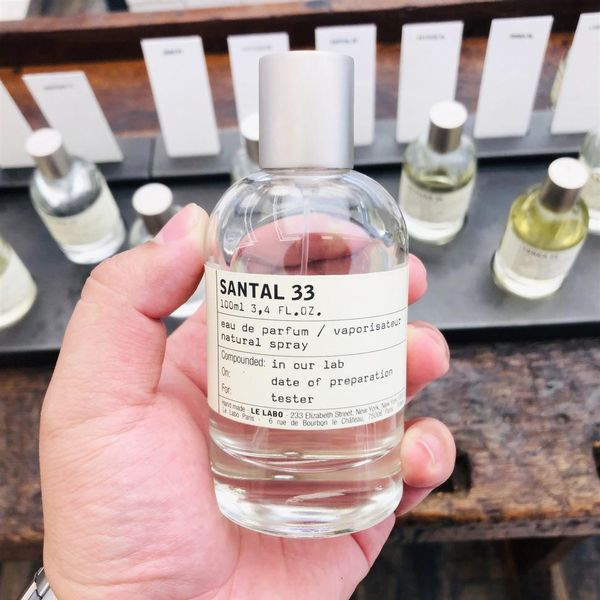 SANTAL 33
100ml 3,4 FL.OZ.
eau de parfum / vaporisateur
natural spray
Compounded: in our lab
On: date of preparation
For: tester
Hand made - LE LABO - 233 Elizabeth Street, New York, New
Le Labo Paris - 6 rue de Bourbon le Château, 75006 Paris